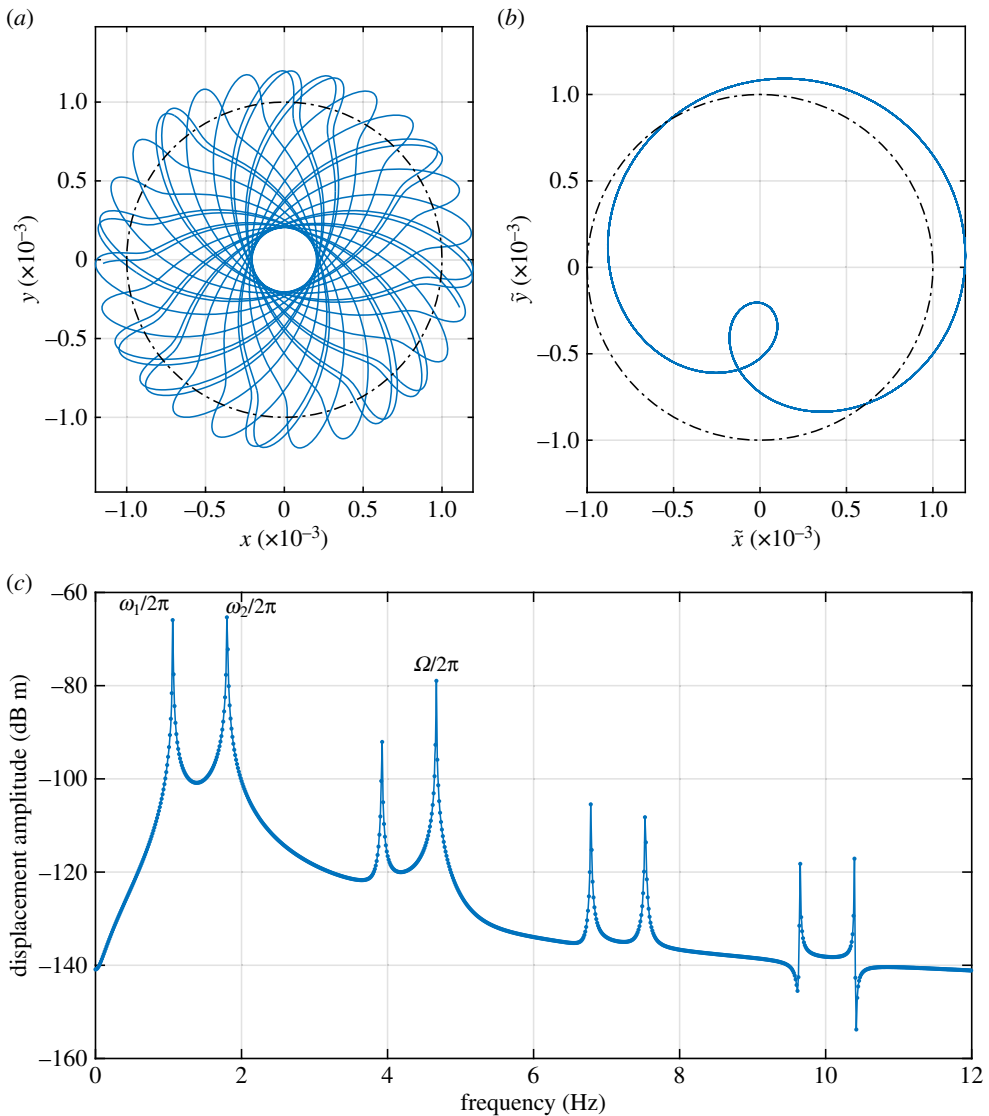 (a)
1.0
0.5
0
–0.5
–1.0
y (×10⁻³)
–1.0 –0.5 0 0.5 1.0
x (×10⁻³)
(b)
1.0
0.5
0
–0.5
–1.0
ỹ (×10⁻³)
–1.0 –0.5 0 0.5 1.0
x̃ (×10⁻³)
(c)
–60
–80
–100
–120
–140
–160
displacement amplitude (dB m)
ω₁/2π
ω₂/2π
Ω/2π
0 2 4 6 8 10 12
frequency (Hz)